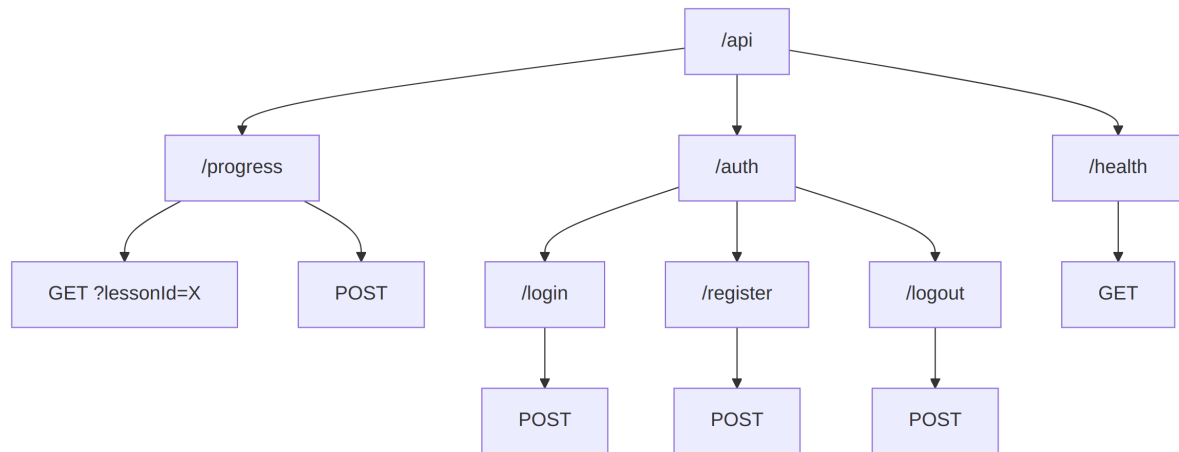 /api
/progress
/auth
/health
GET ?lessonId=X
POST
/login
/register
/logout
GET
POST
POST
POST